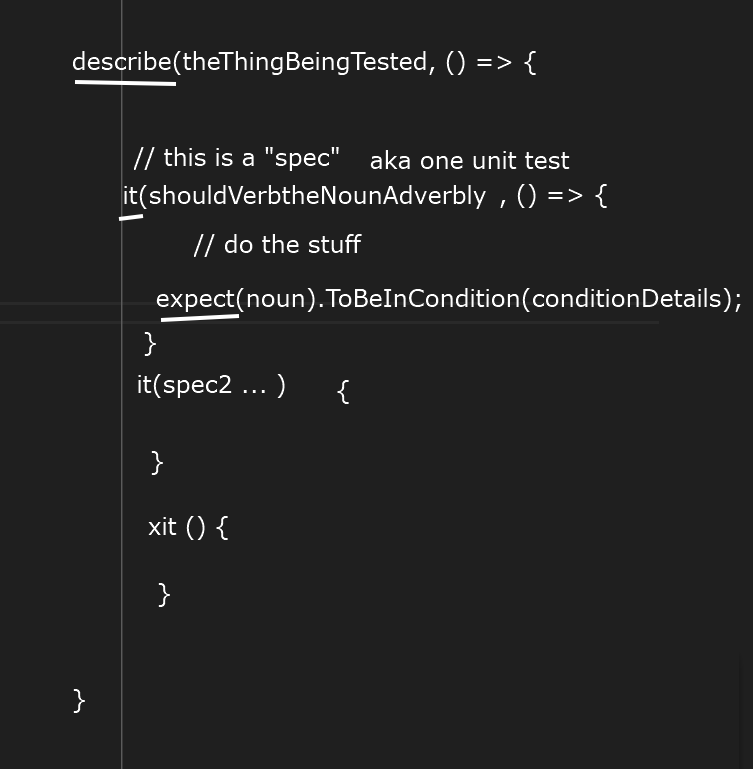 describe(theThingBeingTested, () => {
// this is a "spec" aka one unit test
it(shouldVerbtheNounAdverbly , () => {
// do the stuff
expect(noun).ToBeInCondition(conditionDetails);
}
it(spec2 ... ) {
}
xit () {
}
}